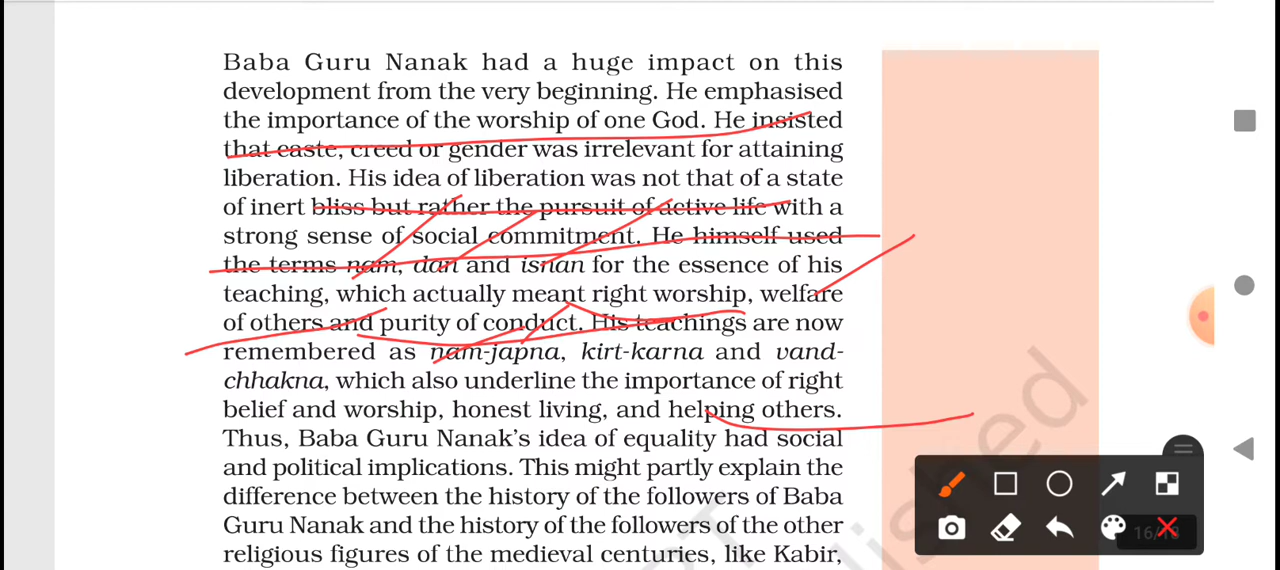 Baba Guru Nanak had a huge impact on this
development from the very beginning. He emphasised
the importance of the worship of one God. He insisted
that caste, creed or gender was irrelevant for attaining
liberation. His idea of liberation was not that of a state
of inert bliss but rather the pursuit of active life with a
strong sense of social commitment. He himself used
the terms nam, dan and isnan for the essence of his
teaching, which actually meant right worship, welfare
of others and purity of conduct. His teachings are now
remembered as nam-japna, kirt-karna and vand-
chhakna, which also underline the importance of right
belief and worship, honest living, and helping others.
Thus, Baba Guru Nanak's idea of equality had social
and political implications. This might partly explain the
difference between the history of the followers of Baba
Guru Nanak and the history of the followers of the other
religious figures of the medieval centuries, like Kabir,